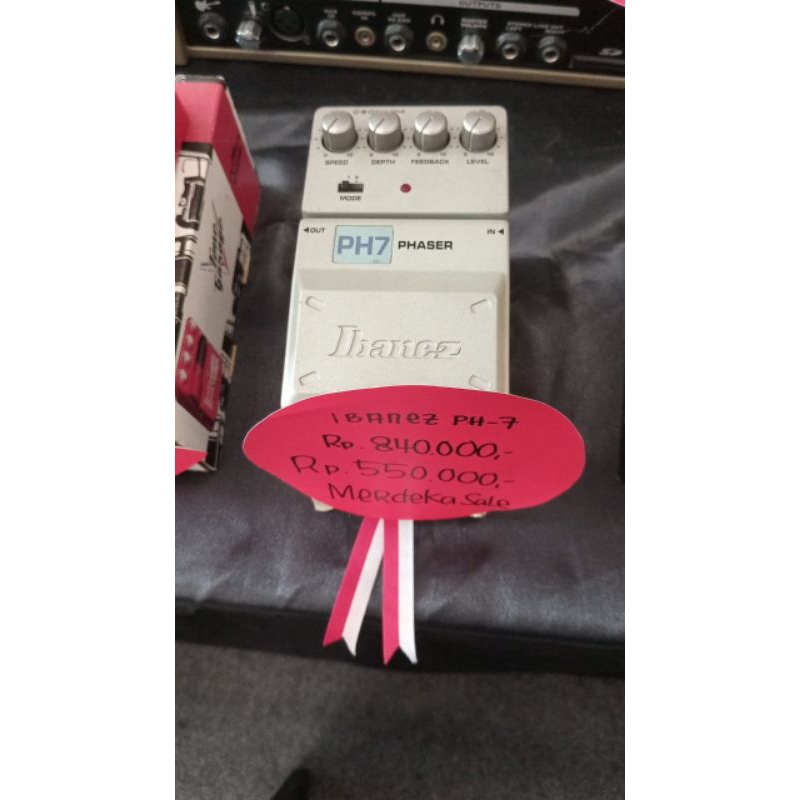 OUTPUTS
SPEED DEPTH FEEDBACK LEVEL
MODE
OUT
IN
PH7 PHASER
Ibanez
IBANEZ PH-7
Rp. 840.000,-
Rp. 550.000,-
Merdeka Sale